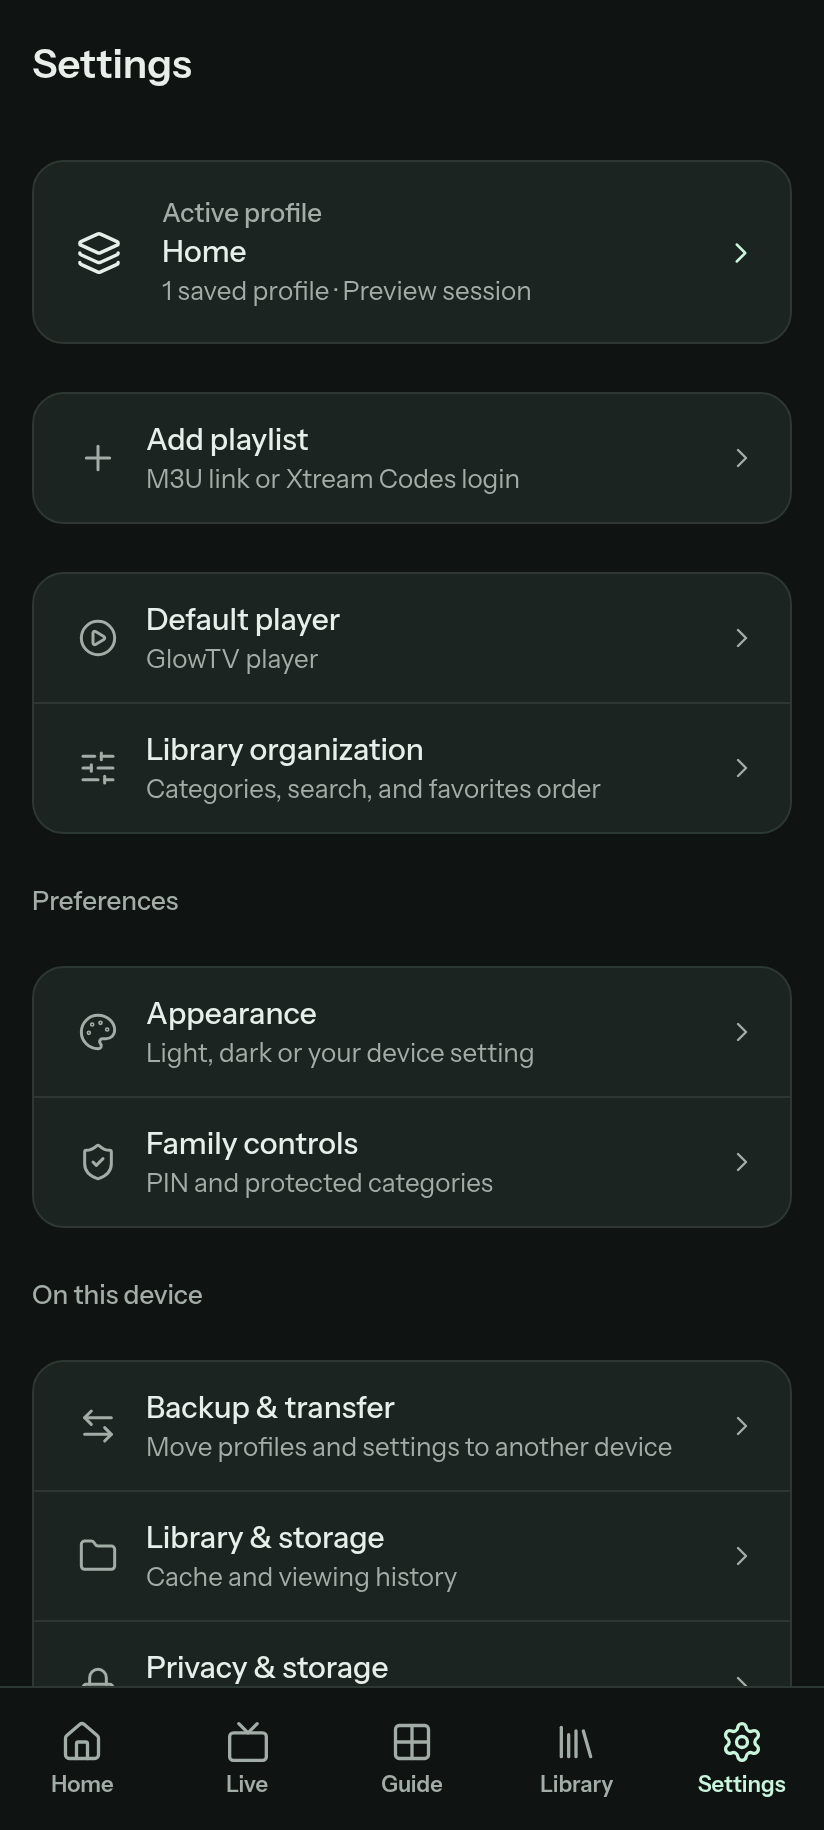 Settings
Active profile
Home
1 saved profile · Preview session
Add playlist
M3U link or Xtream Codes login
Default player
GlowTV player
Library organization
Categories, search, and favorites order
Preferences
Appearance
Light, dark or your device setting
Family controls
PIN and protected categories
On this device
Backup & transfer
Move profiles and settings to another device
Library & storage
Cache and viewing history
Privacy & storage
Home
Live
Guide
Library
Settings